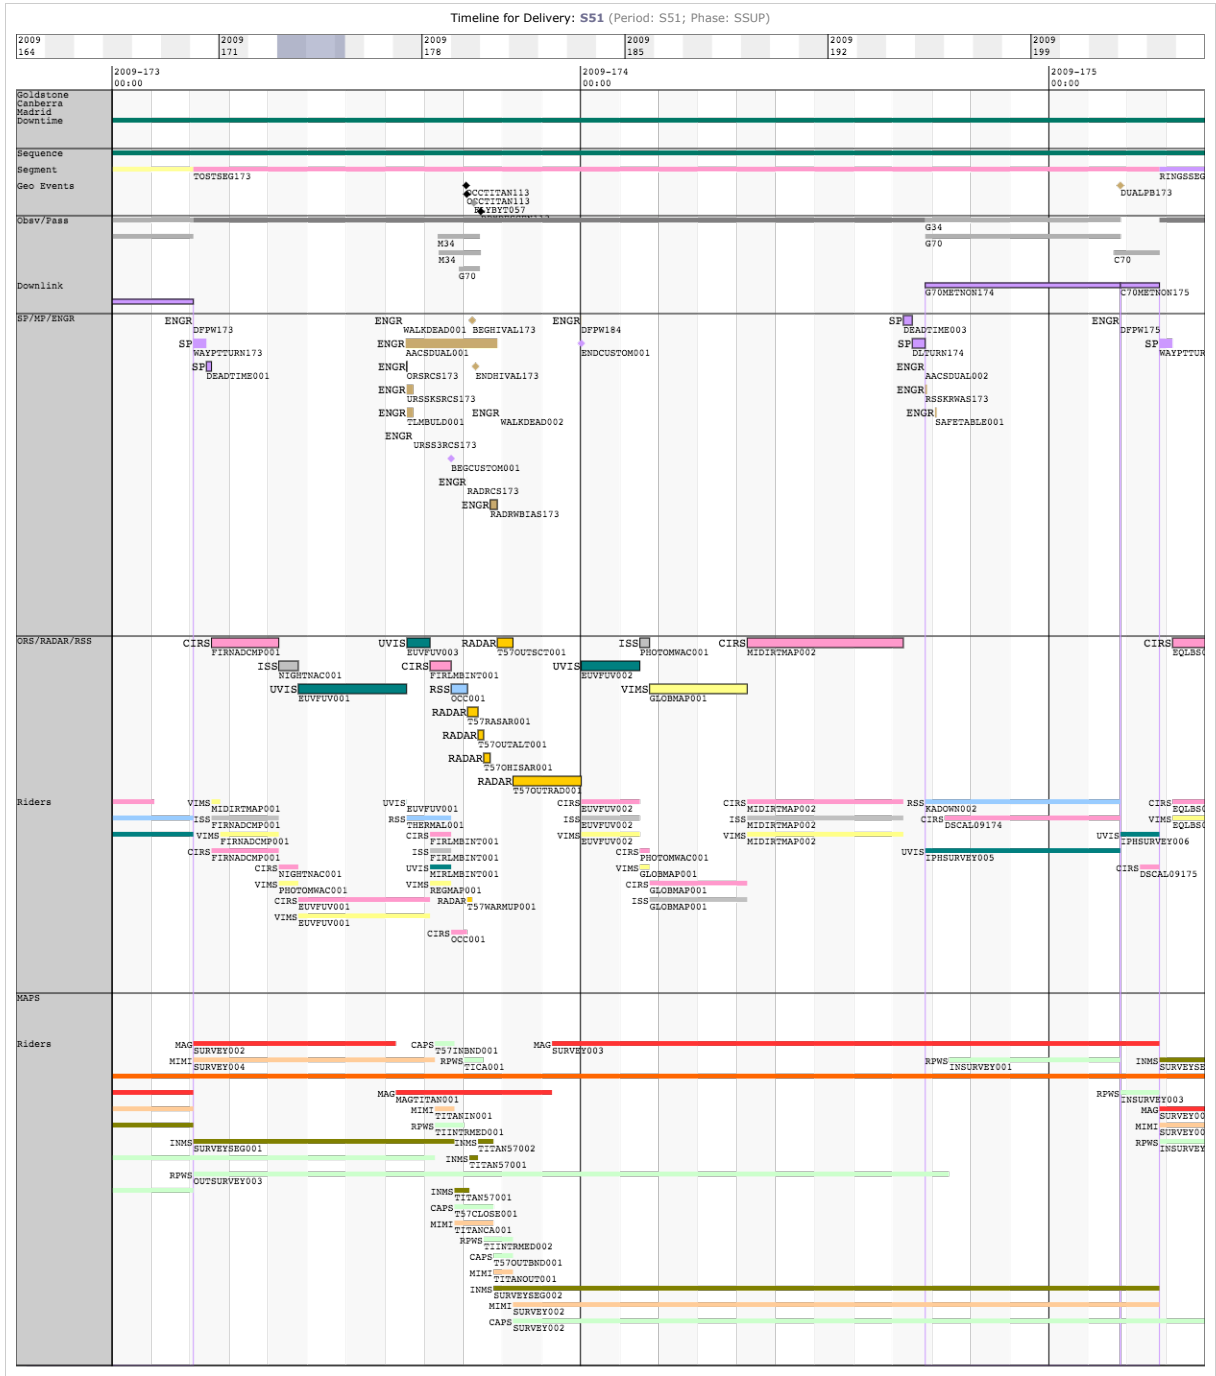 Timeline for Delivery: S51 (Period: S51; Phase: SSUP)
2009 2009 2009 2009 2009 2009
164 171 178 185 192 199
2009-173 2009-174 2009-175
00:00 00:00 00:00
Goldstone
Canberra
Madrid
Downtime
Sequence
Segment
TOSTSEG173 RINGSSEG
Geo Events
OCCTITAN113 DUALPB173
OCCTITAN113
FLYBYT057
Obsv/Pass
G34
M34 G70
M34 C70
G70
Downlink
G70METNON174 C70METNON175
SP/MP/ENGR
ENGR ENGR ENGR SP ENGR
DFPW173 WALKDEAD001 BEGHIVAL173 DFPW184 DEADTIME003 DFPW175
SP ENGR SP SP
WAYPTTURN173 AACSDUAL001 ENDCUSTOM001 DLTURN174 WAYPTTUR
SP ENGR ENGR
DEADTIME001 ORSRCS173 ENDHIVAL173 AACSDUAL002
ENGR ENGR
URSSKSRCS173 RSSKRWAS173
ENGR ENGR ENGR
TLMBULD001 WALKDEAD002 SAFETABLE001
ENGR
URSS3RCS173
BEGCUSTOM001
ENGR
RADRCS173
ENGR
RADRWBIAS173
ORS/RADAR/RSS
CIRS UVIS RADAR ISS CIRS CIRS
FIRNADCMP001 EUVFUV003 T57OUTSCT001 PHOTOMWAC001 MIDIRTMAP002 EQLBS
ISS CIRS UVIS
NIGHTNAC001 FIRLMBINT001 EUVFUV002
UVIS RSS VIMS
EUVFUV001 OCC001 GLOBMAP001
RADAR
T57RASAR001
RADAR
T57OUTALT001
RADAR
T57OHISAR001
RADAR
T57OUTRAD001
Riders
VIMS UVIS CIRS CIRS RSS CIRS
MIDIRTMAP001 EUVFUV001 EUVFUV002 MIDIRTMAP002 KADOWN002 EQLBS
ISS RSS ISS ISS CIRS VIMS
FIRNADCMP001 THERMAL001 EUVFUV002 MIDIRTMAP002 DSCAL09174 EQLBS
VIMS CIRS VIMS VIMS UVIS
FIRNADCMP001 FIRLMBINT001 EUVFUV002 MIDIRTMAP002 IPHSURVEY006
CIRS ISS CIRS UVIS
FIRNADCMP001 FIRLMBINT001 PHOTOMWAC001 IPHSURVEY005
CIRS UVIS VIMS CIRS
NIGHTNAC001 MIRLMBINT001 GLOBMAP001 DSCAL09175
VIMS VIMS CIRS
PHOTOMWAC001 REGMAP001 GLOBMAP001
CIRS RADAR ISS
EUVFUV001 T57WARMUP001 GLOBMAP001
VIMS
EUVFUV001
CIRS
OCC001
MAPS
Riders
MAG CAPS MAG
SURVEY002 T57INBND001 SURVEY003
MIMI RPWS RPWS INMS
SURVEY004 TICA001 INSURVEY001 SURVEYSE
MAG RPWS
MAGTITAN001 INSURVEY003
MIMI MAG
TITANIN001 SURVEY00
RPWS MIMI
TIINTRMED001 SURVEY00
INMS INMS RPWS
SURVEYSEG001 TITAN57002 INSURVEY
INMS
TITAN57001
RPWS
OUTSURVEY003
INMS
TITAN57001
CAPS
T57CLOSE001
MIMI
TITANCA001
RPWS
TIINTRMED002
CAPS
T57OUTBND001
MIMI
TITANOUT001
INMS
SURVEYSEG002
MIMI
SURVEY002
CAPS
SURVEY002